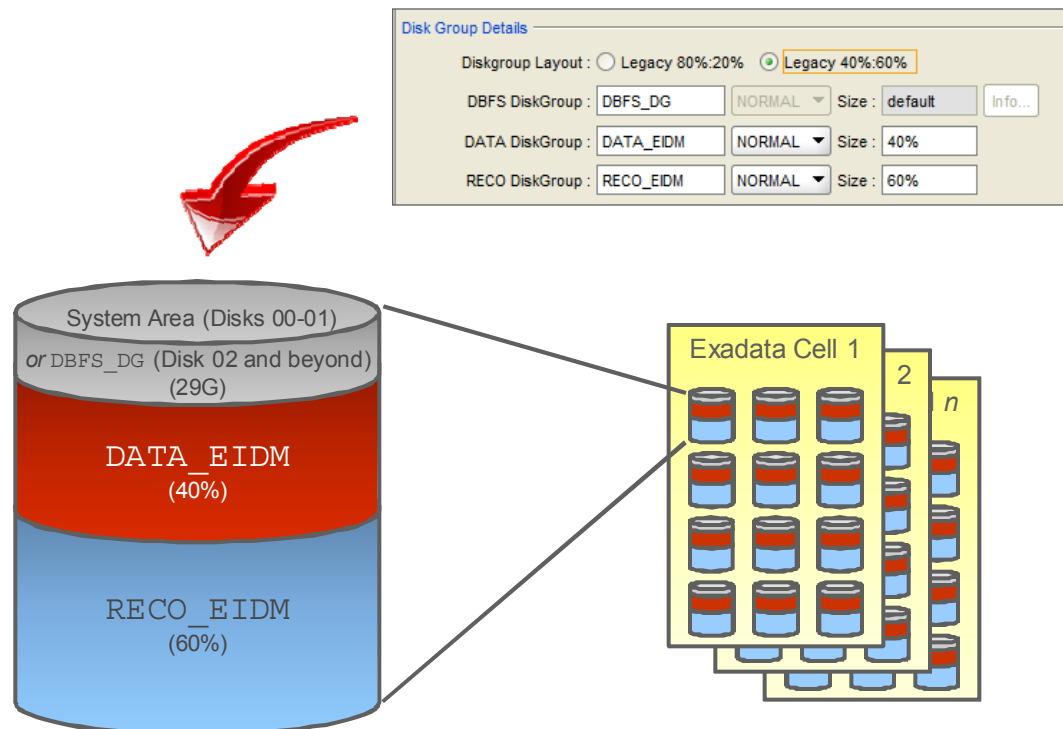 Disk Group Details
Diskgroup Layout : Legacy 80%:20% Legacy 40%:60%
DBFS DiskGroup : DBFS_DG NORMAL Size : default Info...
DATA DiskGroup : DATA_EIDM NORMAL Size : 40%
RECO DiskGroup : RECO_EIDM NORMAL Size : 60%
System Area (Disks 00-01)
or DBFS_DG (Disk 02 and beyond)
(29G)
DATA_EIDM
(40%)
RECO_EIDM
(60%)
Exadata Cell 1
2
n